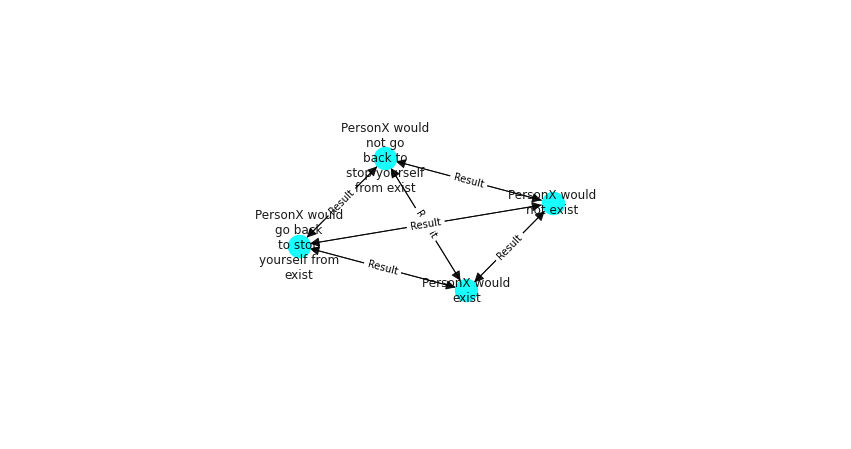 PersonX would
not go
back to
stop yourself
from exist
Result
PersonX would
not exist
Result
PersonX would
go back
to stop
yourself from
exist
Result
Result
Result
PersonX would
exist